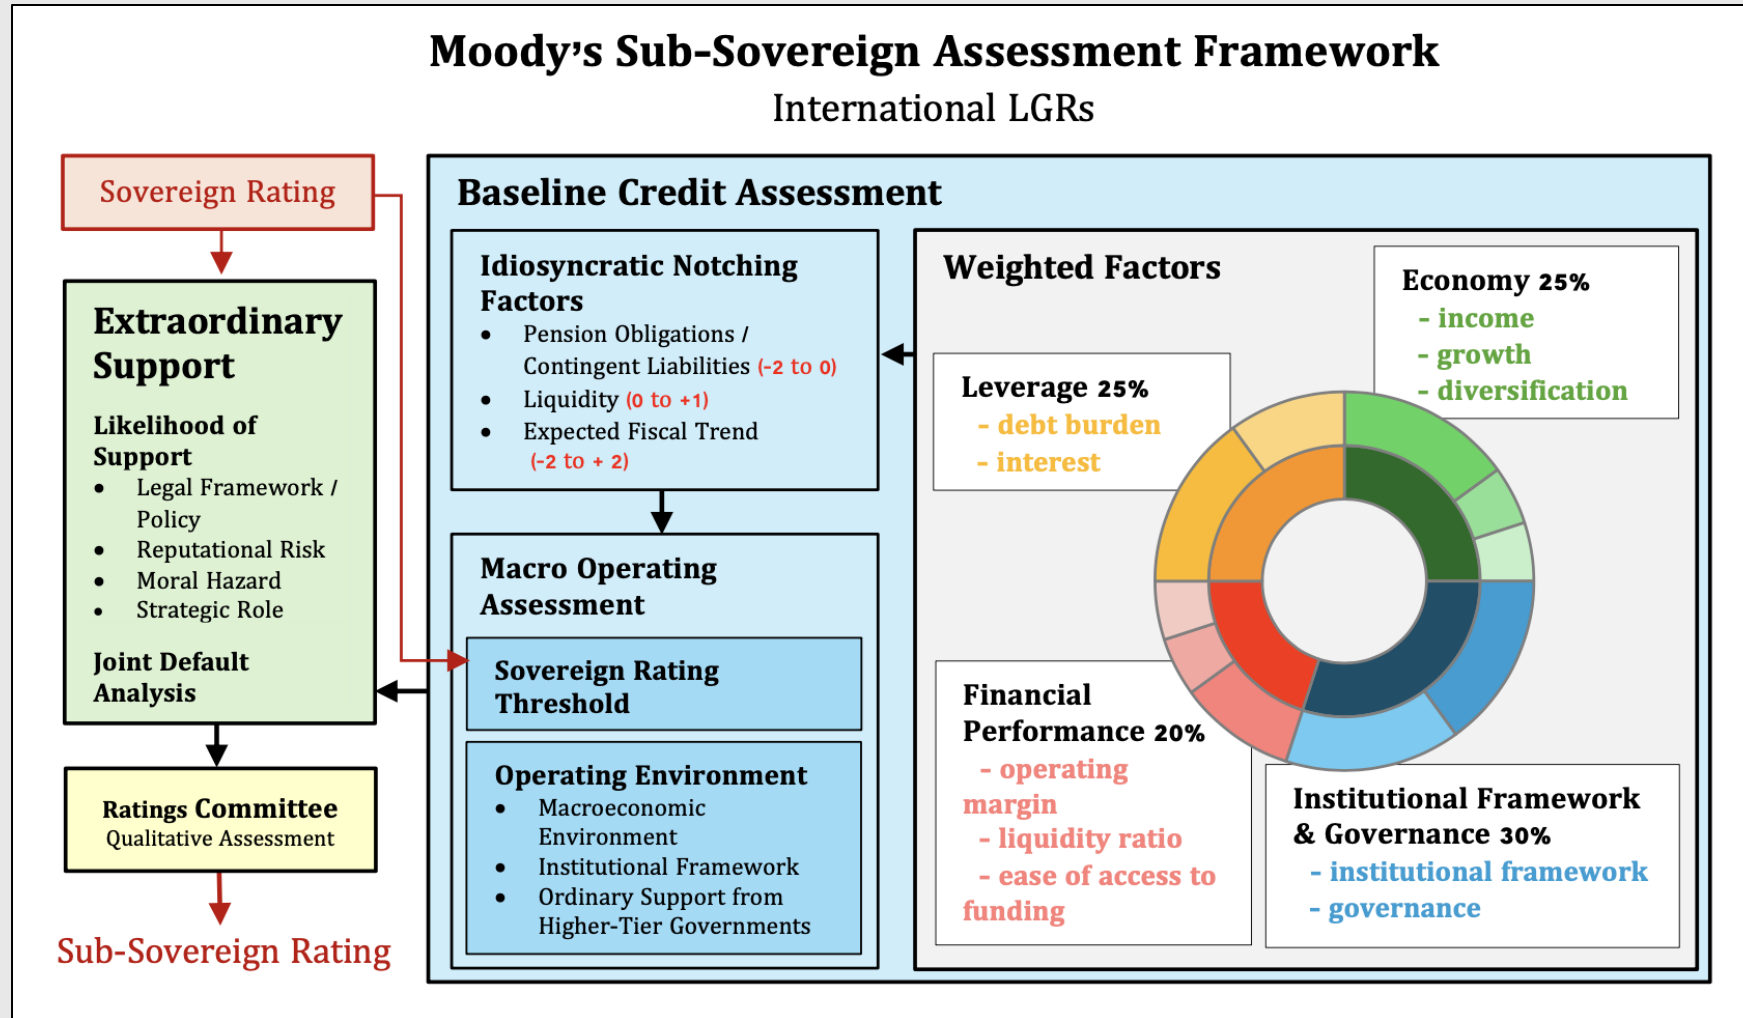 Moody's Sub-Sovereign Assessment Framework
International LGRs
Sovereign Rating
Extraordinary
Support
Likelihood of
Support
• Legal Framework /
Policy
• Reputational Risk
• Moral Hazard
• Strategic Role
Joint Default
Analysis
Ratings Committee
Qualitative Assessment
Sub-Sovereign Rating
Baseline Credit Assessment
Idiosyncratic Notching
Factors
• Pension Obligations /
Contingent Liabilities (-2 to 0)
• Liquidity (0 to +1)
• Expected Fiscal Trend
(-2 to + 2)
Macro Operating
Assessment
Sovereign Rating
Threshold
Operating Environment
• Macroeconomic
Environment
• Institutional Framework
• Ordinary Support from
Higher-Tier Governments
Weighted Factors
Economy 25%
- income
- growth
- diversification
Leverage 25%
- debt burden
- interest
Financial
Performance 20%
- operating
margin
- liquidity ratio
- ease of access to
funding
Institutional Framework
& Governance 30%
- institutional framework
- governance